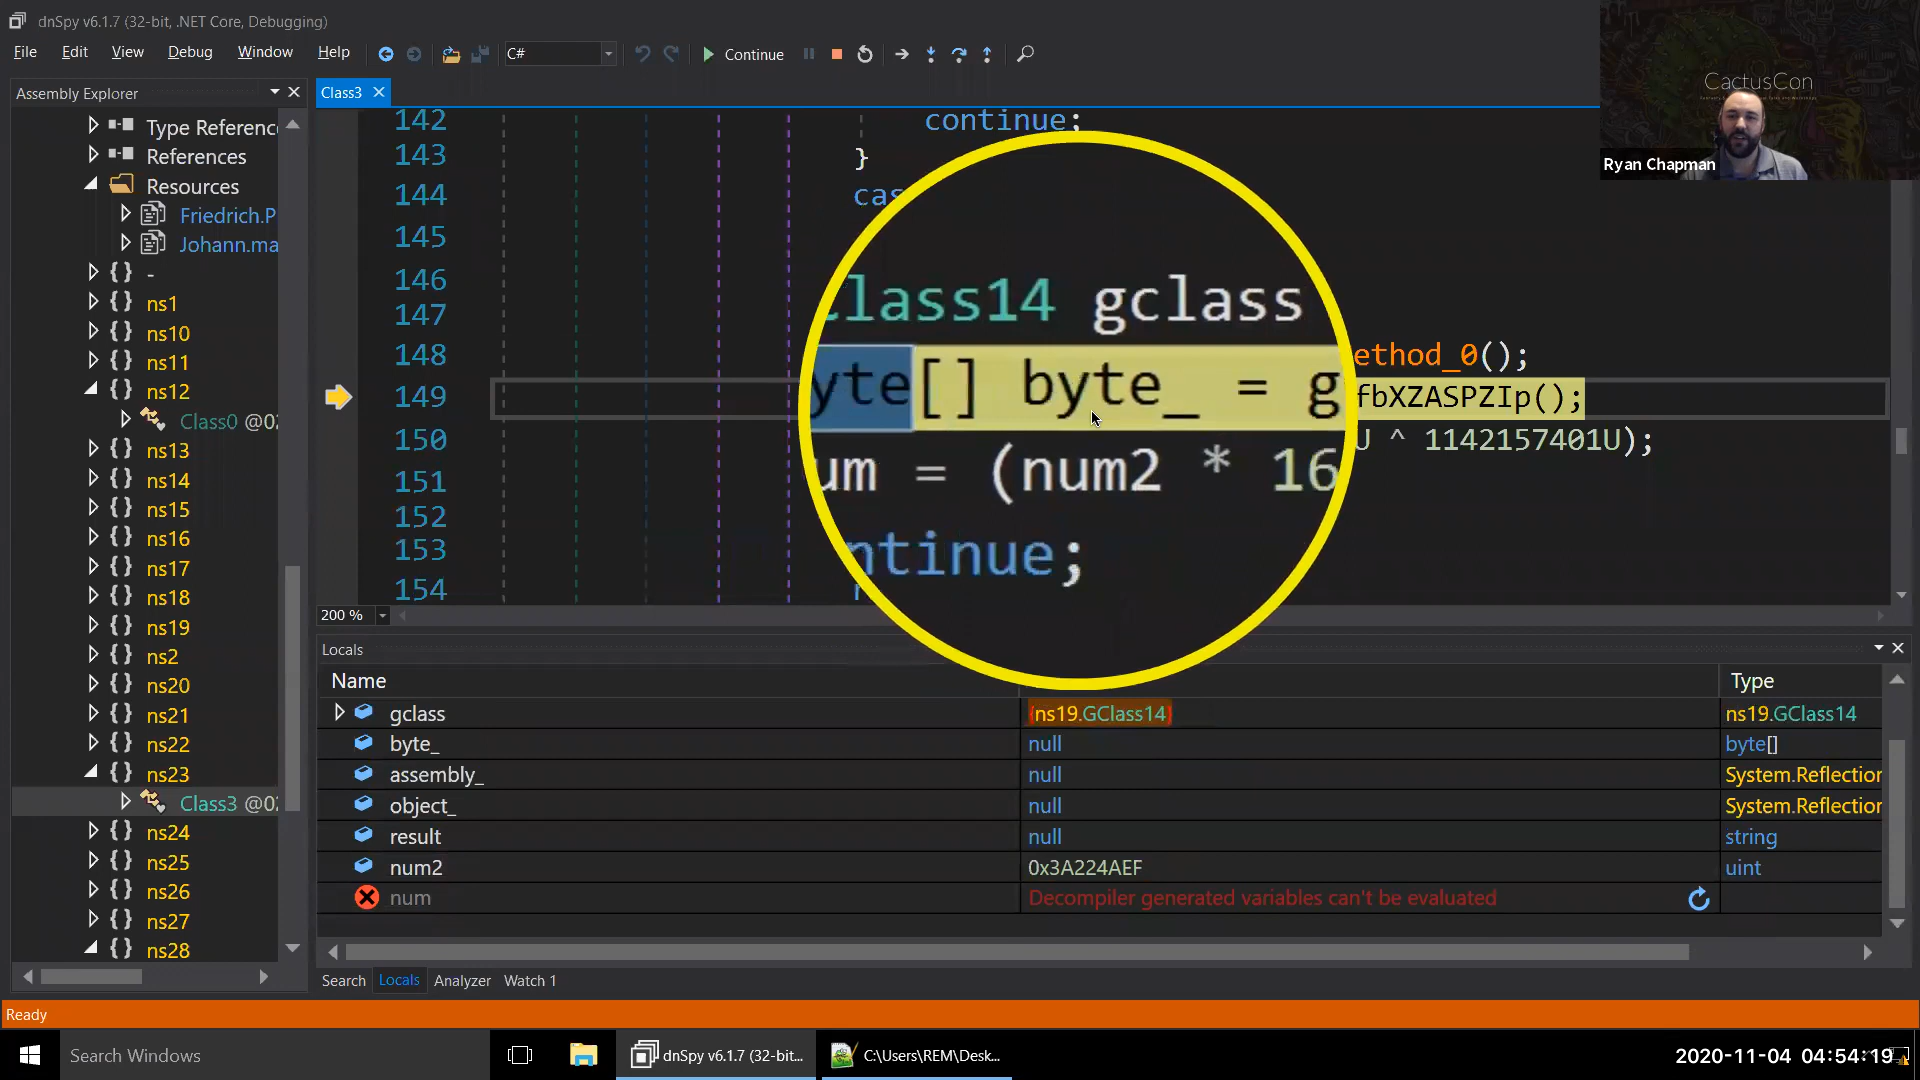 dnSpy v6.1.7 (32-bit, .NET Core, Debugging)
File Edit View Debug Window Help C# Continue
Assembly Explorer
Type Referenc
References
Resources
Friedrich.P
Johann.ma
-
ns1
ns10
ns11
ns12
Class0 @02
ns13
ns14
ns15
ns16
ns17
ns18
ns19
ns2
ns20
ns21
ns22
ns23
Class3 @02
ns24
ns25
ns26
ns27
ns28
Class3
142 continue;
143 }
144 cas
145
146
147
148 ethod_0();
149 fbXZASPZIp();
150 U ^ 1142157401U);
151
152
153
154
lass14 gclass
yte[] byte_ = g
um = (num2 * 16
ntinue;
200 %
CactusCon
Ryan Chapman
Locals
Name Type
gclass {ns19.GClass14} ns19.GClass14
byte_ null byte[]
assembly_ null System.Reflection
object_ null System.Reflection
result null string
num2 0x3A224AEF uint
num Decompiler generated variables can't be evaluated
Search Locals Analyzer Watch 1
Ready
Search Windows dnSpy v6.1.7 (32-bit... C:\Users\REM\Desk... 2020-11-04 04:54:19